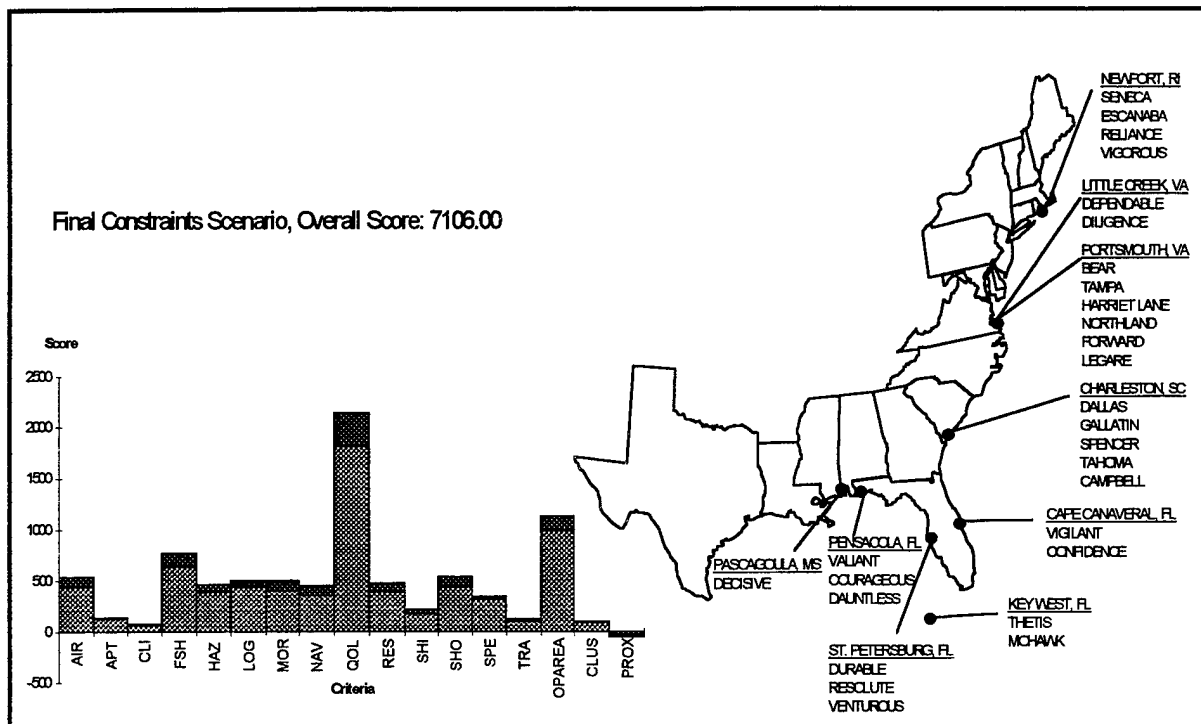 Final Constraints Scenario, Overall Score: 7106.00
Score
2500
2000
1500
1000
500
0
-500
AIR
APT
CLI
FSH
HAZ
LOG
MOR
NAV
QOL
RES
SHI
SHO
SPE
TRA
OPAREA
CLUS
PROX
Criteria
NEWPORT, RI
SENECA
ESCANABA
RELIANCE
VIGOROUS
LITTLE CREEK, VA
DEPENDABLE
DILIGENCE
PORTSMOUTH, VA
BEAR
TAMPA
HARRIET LANE
NORTHLAND
FORWARD
LEGARE
CHARLESTON, SC
DALLAS
GALLATIN
SPENCER
TAHOMA
CAMPBELL
CAPE CANAVERAL, FL
VIGILANT
CONFIDENCE
PENSACOLA, FL
VALIANT
COURAGEOUS
DAUNTLESS
PASCAGOULA, MS
DECISIVE
KEY WEST, FL
THETIS
MOHAWK
ST. PETERSBURG, FL
DURABLE
RESOLUTE
VENTUROUS